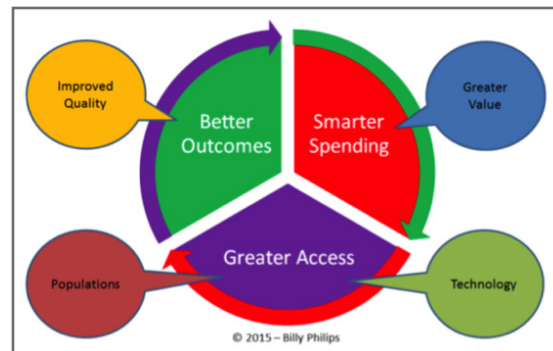 Improved
Quality
Better
Outcomes
Smarter
Spending
Greater
Value
Populations
Greater Access
Technology
© 2015 – Billy Philips